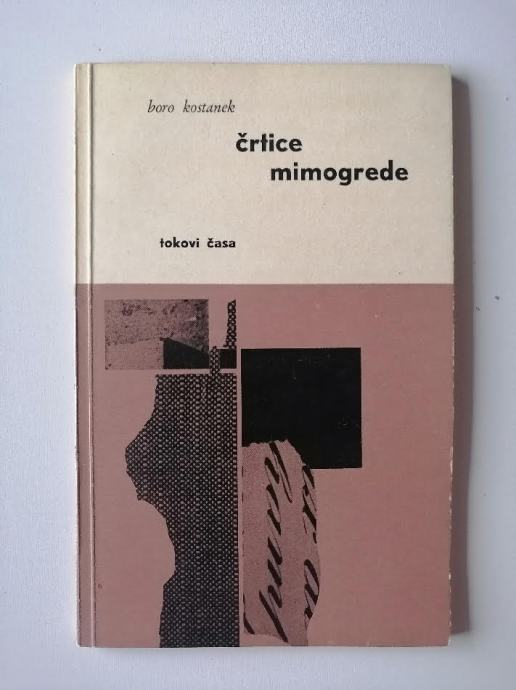 boro kostanek
črtice
mimogrede
tokovi časa